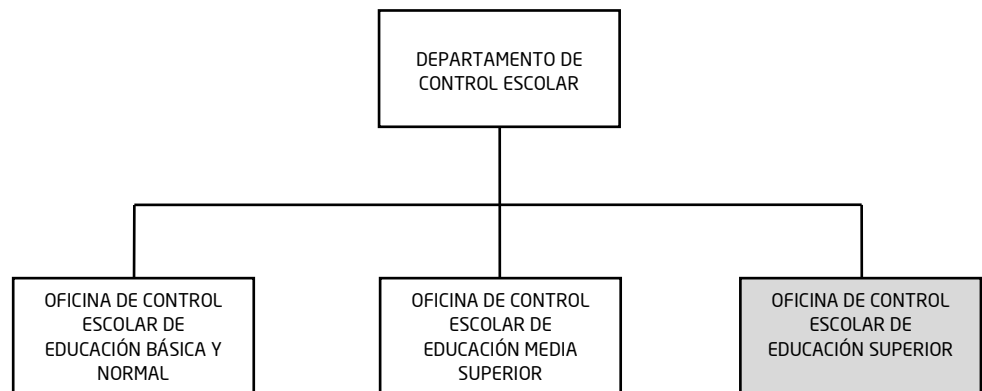 DEPARTAMENTO DE
CONTROL ESCOLAR
OFICINA DE CONTROL
ESCOLAR DE
EDUCACIÓN BÁSICA Y
NORMAL
OFICINA DE CONTROL
ESCOLAR DE
EDUCACIÓN MEDIA
SUPERIOR
OFICINA DE CONTROL
ESCOLAR DE
EDUCACIÓN SUPERIOR